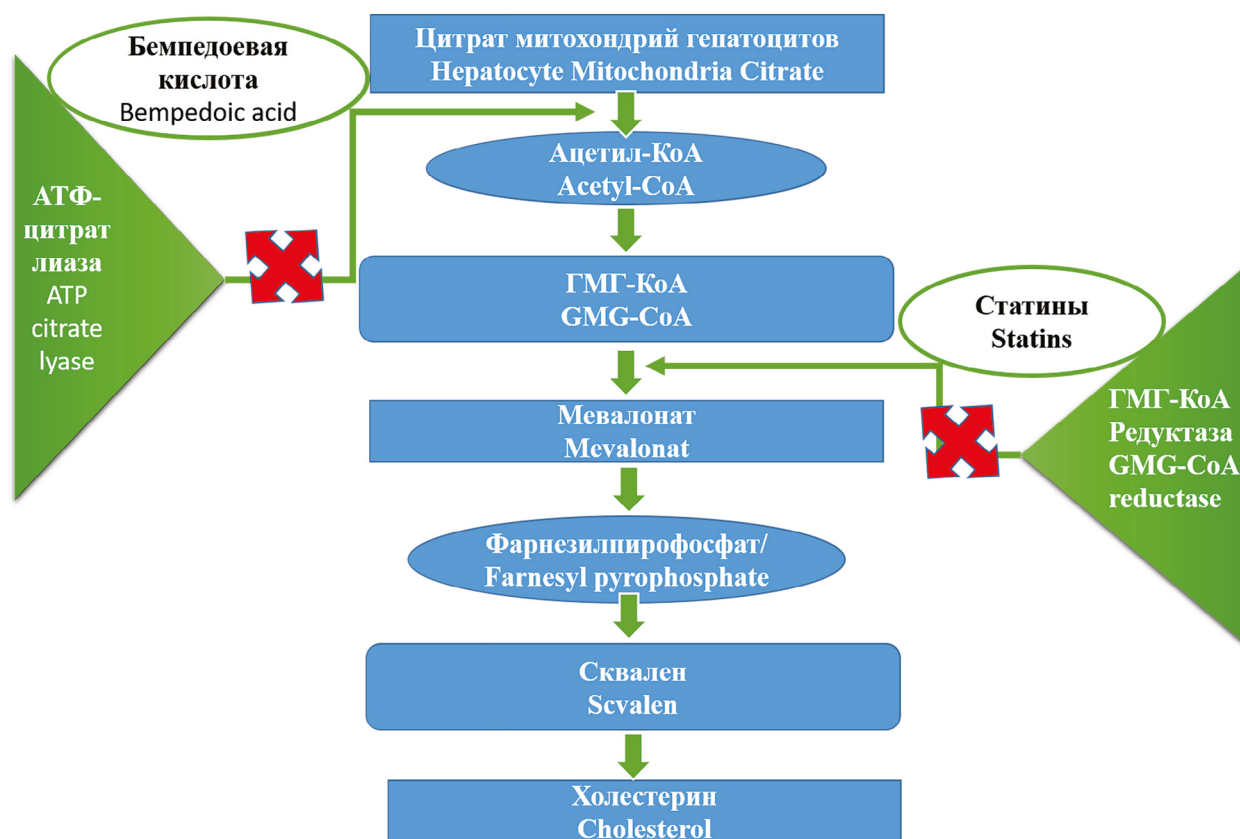 Бемпедоевая
кислота
Bempedoic acid
Цитрат митохондрий гепатоцитов
Hepatocyte Mitochondria Citrate
Ацетил-КоА
Acetyl-CoA
АТФ-
цитрат
лиаза
ATP
citrate
lyase
ГМГ-КоА
GMG-CoA
Статины
Statins
Мевалонат
Mevalonat
ГМГ-КоА
Редуктаза
GMG-CoA
reductase
Фарнезилпирофосфат/
Farnesyl pyrophosphate
Сквален
Scvalen
Холестерин
Cholesterol